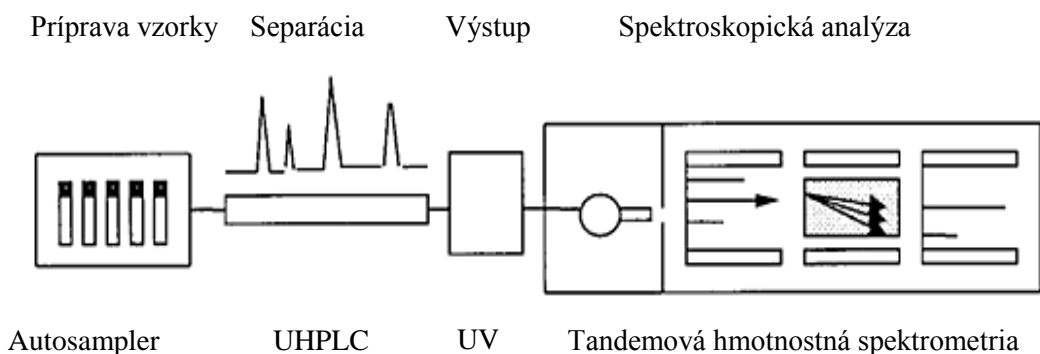 Príprava vzorky Separácia Výstup Spektroskopická analýza
Autosampler UHPLC UV Tandemová hmotnostná spektrometria